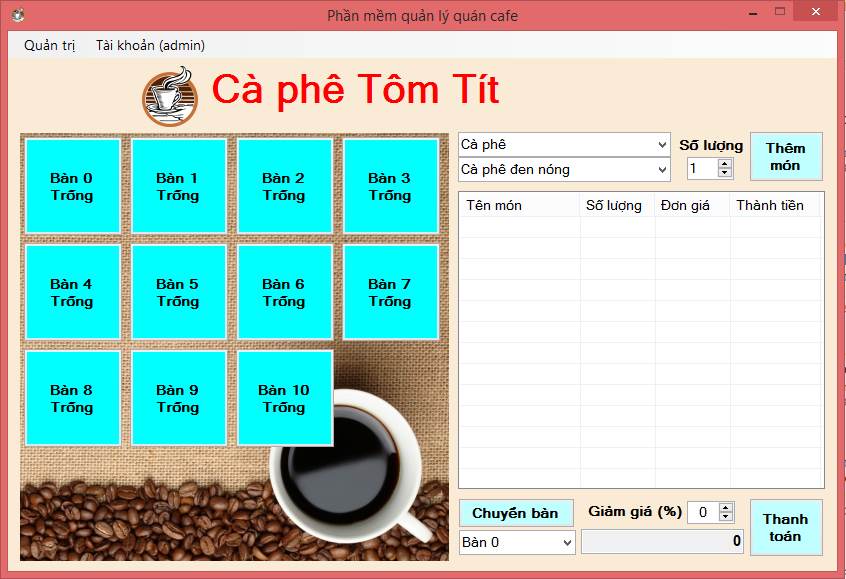 Phần mềm quản lý quán cafe
Quản trị Tài khoản (admin)
Cà phê Tôm Tít
Bàn 0
Trống
Bàn 1
Trống
Bàn 2
Trống
Bàn 3
Trống
Bàn 4
Trống
Bàn 5
Trống
Bàn 6
Trống
Bàn 7
Trống
Bàn 8
Trống
Bàn 9
Trống
Bàn 10
Trống
Cà phê
Cà phê đen nóng
Số lượng
1
Thêm
món
Tên món Số lượng Đơn giá Thành tiền
Chuyển bàn
Bàn 0
Giảm giá (%) 0
0
Thanh
toán